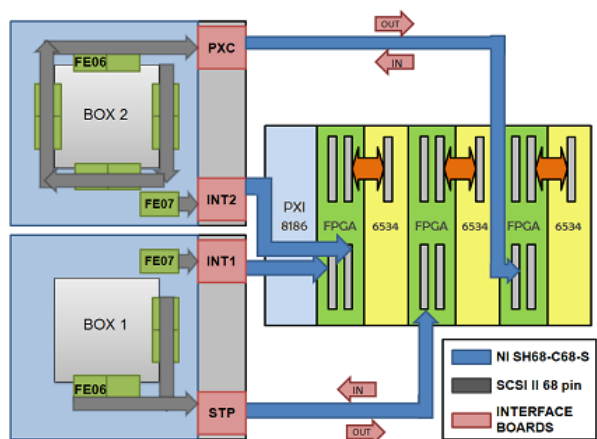 OUT
FE06
PXC
IN
BOX 2
FE07
INT2
PXI
8186
FPGA
6534
FPGA
6534
FPGA
6534
FE07
INT1
BOX 1
FE06
STP
IN
OUT
NI SH68-C68-S
SCSI II 68 pin
INTERFACE
BOARDS